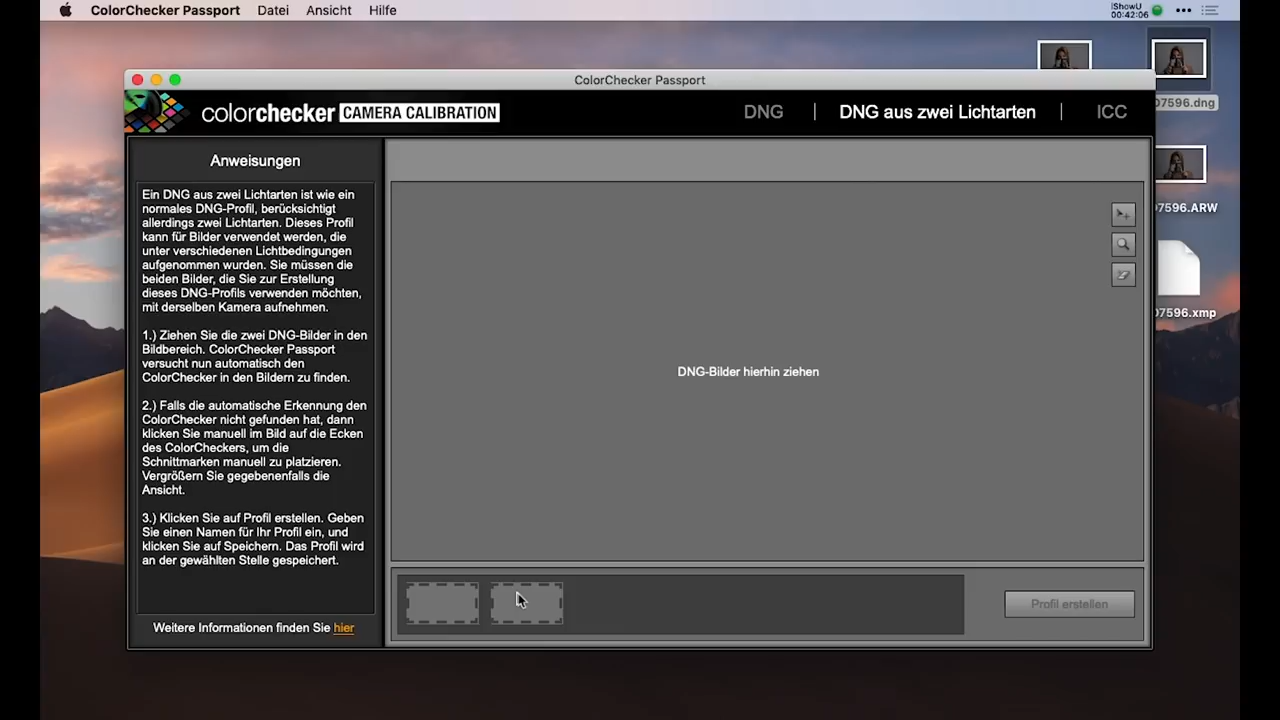 ColorChecker Passport Datei Ansicht Hilfe
iShowU
00:42:06
ColorChecker Passport
colorchecker CAMERA CALIBRATION
DNG | DNG aus zwei Lichtarten | ICC
Anweisungen
Ein DNG aus zwei Lichtarten ist wie ein
normales DNG-Profil, berücksichtigt
allerdings zwei Lichtarten. Dieses Profil
kann für Bilder verwendet werden, die
unter verschiedenen Lichtbedingungen
aufgenommen wurden. Sie müssen die
beiden Bilder, die Sie zur Erstellung
dieses DNG-Profils verwenden möchten,
mit derselben Kamera aufnehmen.
1.) Ziehen Sie die zwei DNG-Bilder in den
Bildbereich. ColorChecker Passport
versucht nun automatisch den
ColorChecker in den Bildern zu finden.
2.) Falls die automatische Erkennung den
ColorChecker nicht gefunden hat, dann
klicken Sie manuell im Bild auf die Ecken
des ColorCheckers, um die
Schnittmarken manuell zu platzieren.
Vergrößern Sie gegebenenfalls die
Ansicht.
3.) Klicken Sie auf Profil erstellen. Geben
Sie einen Namen für Ihr Profil ein, und
klicken Sie auf Speichern. Das Profil wird
an der gewählten Stelle gespeichert.
Weitere Informationen finden Sie hier
DNG-Bilder hierhin ziehen
Profil erstellen
07596.dng
7596.ARW
07596.xmp